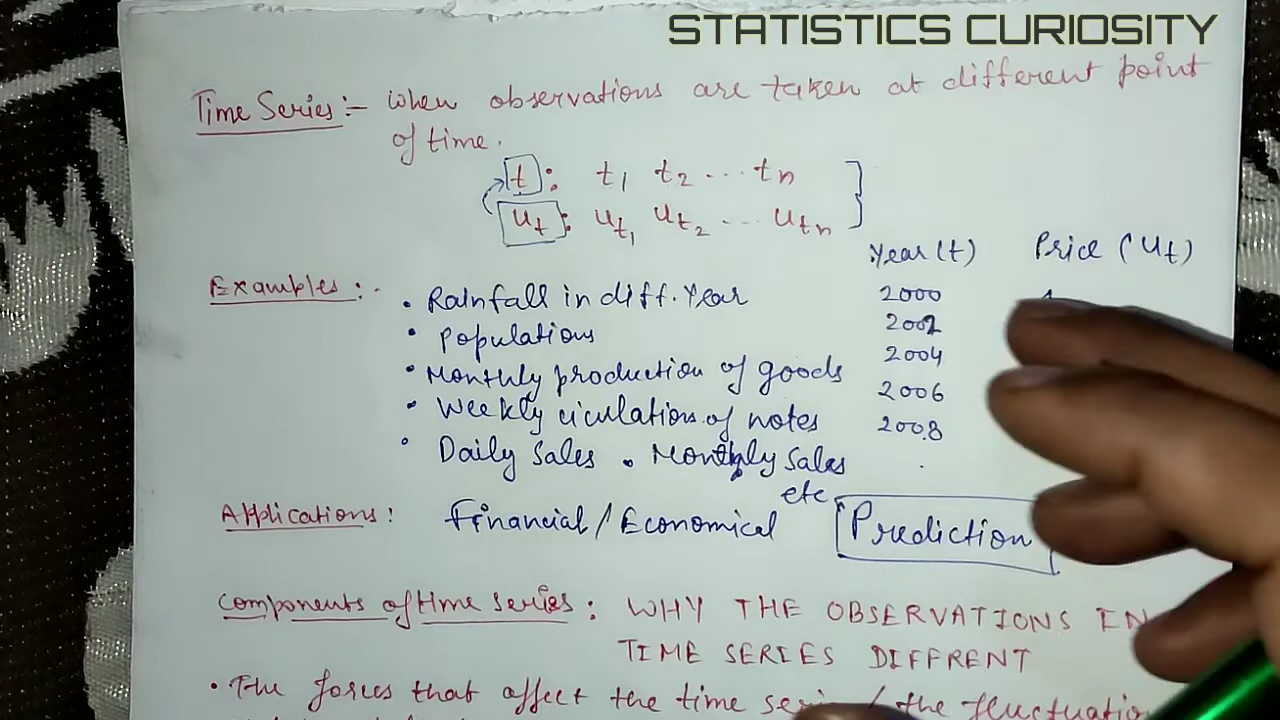 STATISTICS CURIOSITY
Time Series :- When observations are taken at different point
of time.
t : t1 t2 ... tn
ut : ut1 ut2 ... utn
Year (t) Price (ut)
Examples :-
• Rainfall in diff. Year 2000
• Populations 2002
• Monthly production of goods 2004
• Weekly ciculation of notes 2006
• Daily Sales • Monthly Sales 2008
etc
Applications : Financial / Economical Prediction
Components of time series : WHY THE OBSERVATIONS IN
TIME SERIES DIFFRENT
• The forces that affect the time / the fluctuation